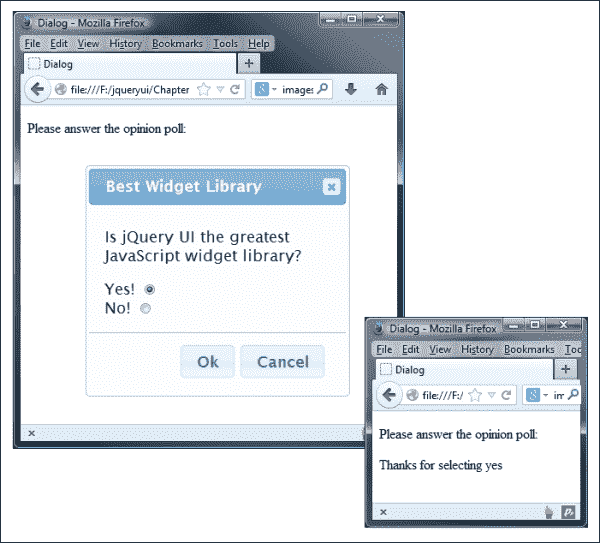 Dialog - Mozilla Firefox
File Edit View History Bookmarks Tools Help
Dialog
file:///F:/jqueryui/Chapter
images
Please answer the opinion poll:
Best Widget Library
Is jQuery UI the greatest
JavaScript widget library?
Yes!
No!
Ok Cancel
Dialog - Mozilla Firefox
File Edit View History Bookmarks Toc
Dialog
file:///F:/
im
Please answer the opinion poll:
Thanks for selecting yes